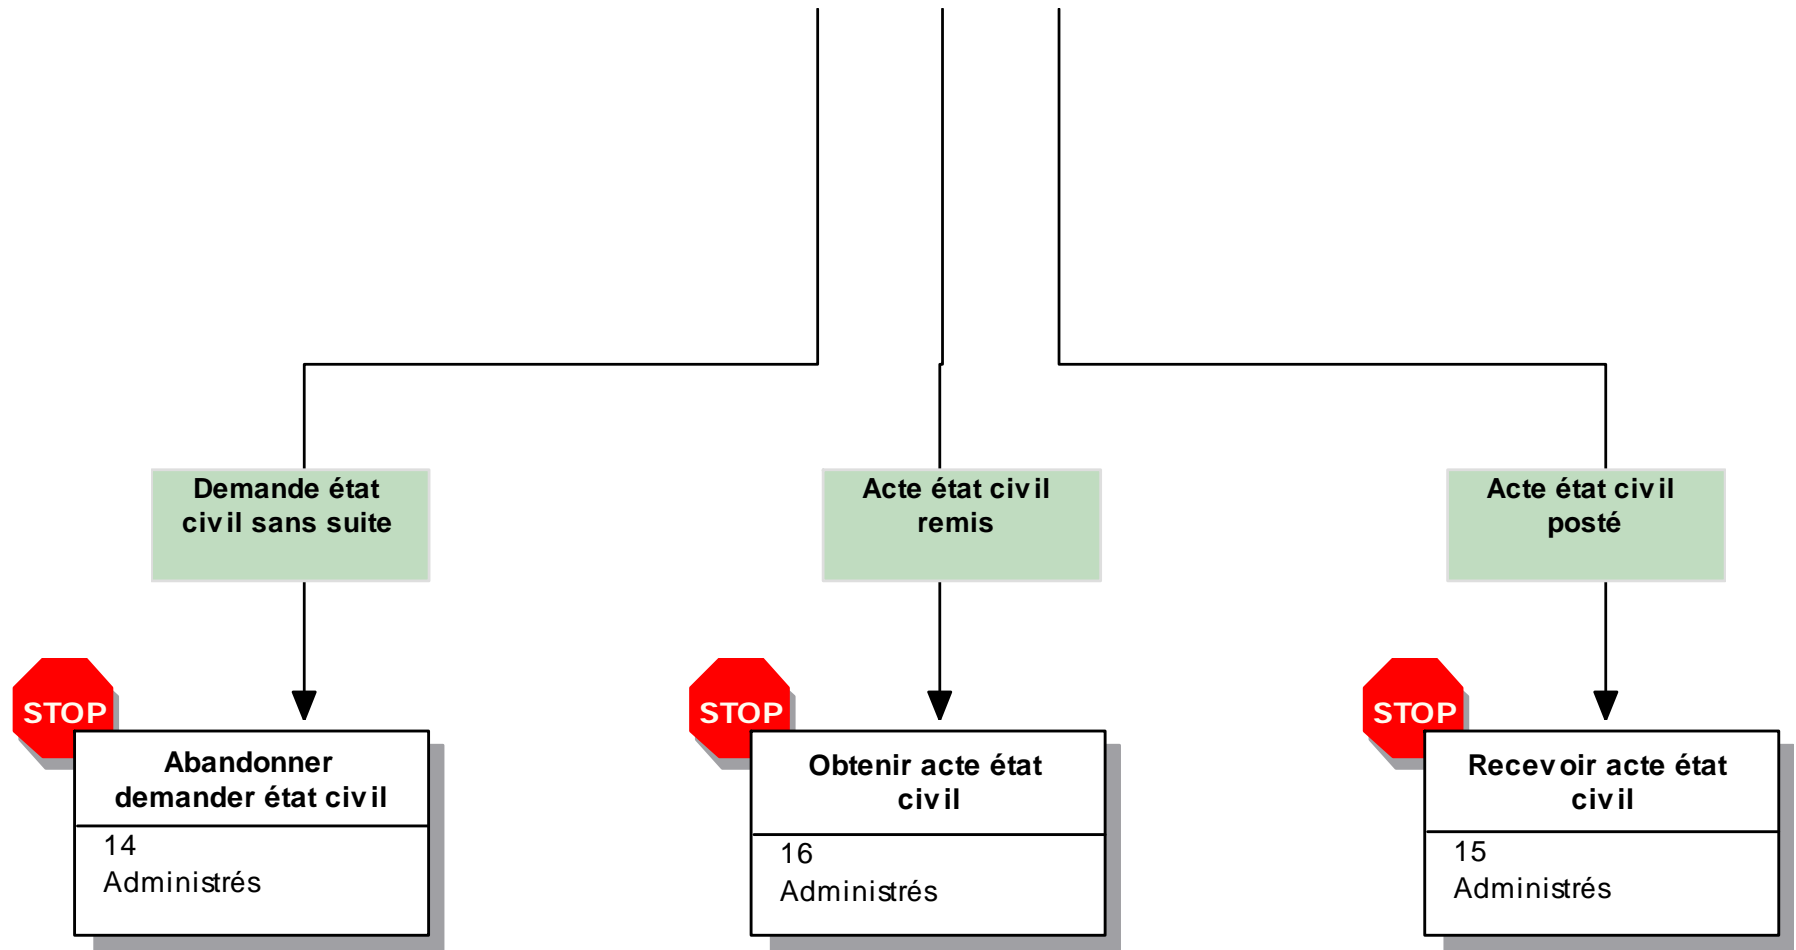 Demande état
civil sans suite
Acte état civil
remis
Acte état civil
posté
STOP
Abandonner
demander état civil
14
Administrés
STOP
Obtenir acte état
civil
16
Administrés
STOP
Recevoir acte état
civil
15
Administrés